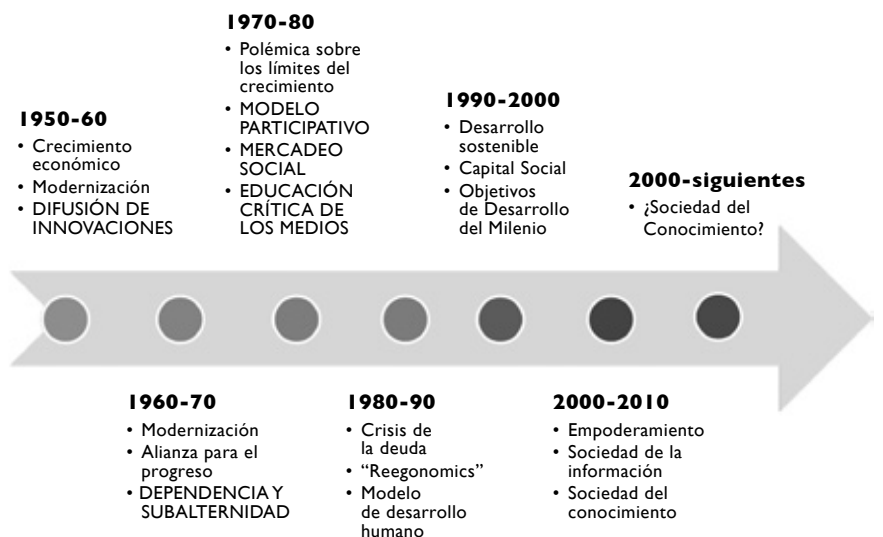 1950-60
• Crecimiento
económico
• Modernización
• DIFUSIÓN DE
INNOVACIONES
1960-70
• Modernización
• Alianza para el
progreso
• DEPENDENCIA Y
SUBALTERNIDAD
1970-80
• Polémica sobre
los límites del
crecimiento
• MODELO
PARTICIPATIVO
• MERCADEO
SOCIAL
• EDUCACIÓN
CRÍTICA DE
LOS MEDIOS
1980-90
• Crisis de
la deuda
• “Reegonomics”
• Modelo
de desarrollo
humano
1990-2000
• Desarrollo
sostenible
• Capital Social
• Objetivos
de Desarrollo
del Milenio
2000-2010
• Empoderamiento
• Sociedad de la
información
• Sociedad del
conocimiento
2000-siguientes
• ¿Sociedad del
Conocimiento?